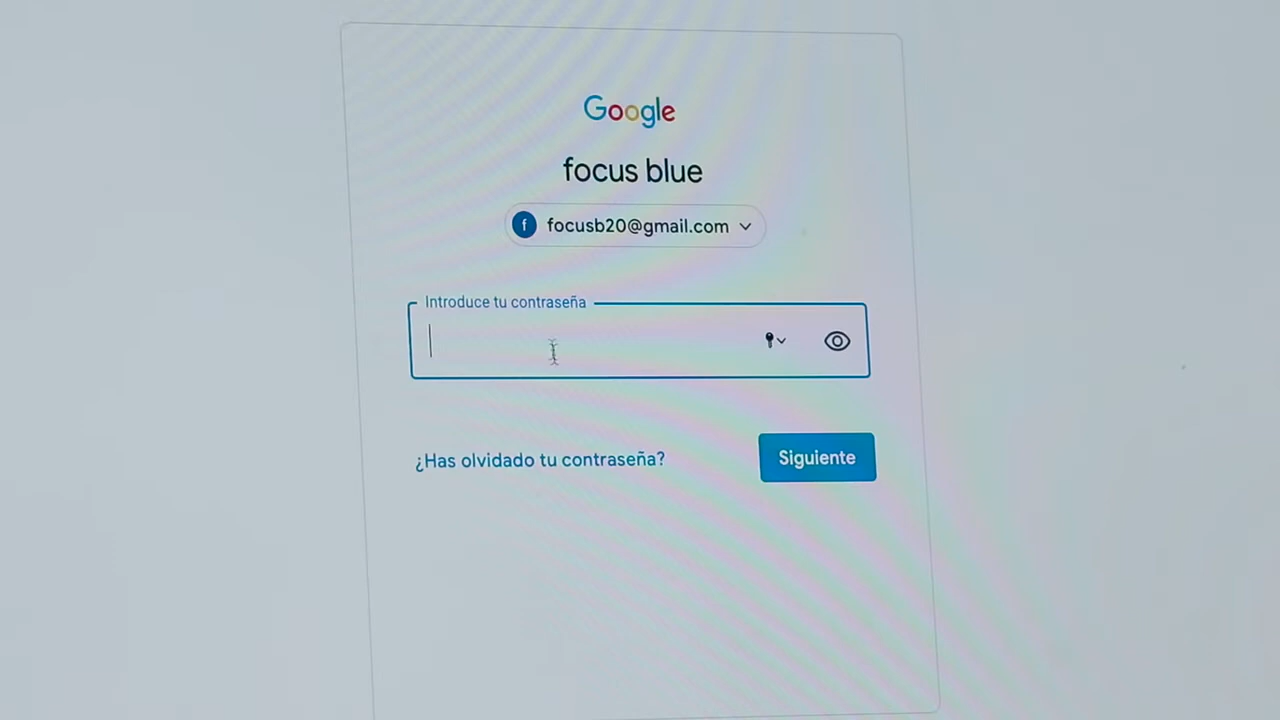 Google
focus blue
f focusb20@gmail.com
Introduce tu contraseña
¿Has olvidado tu contraseña?
Siguiente